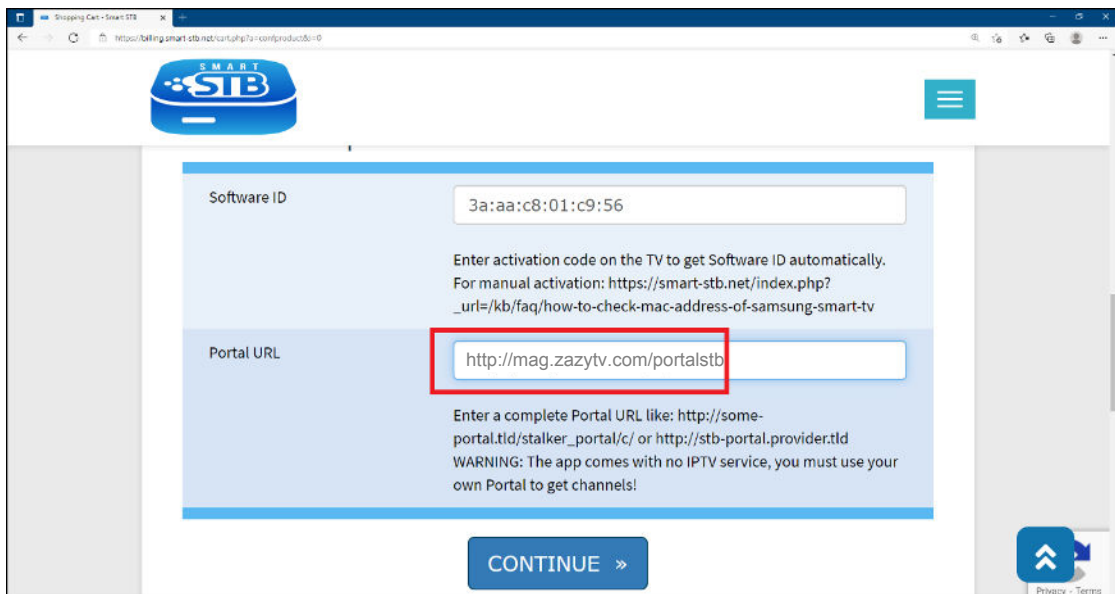 Shopping Cart - Smart STB
https://billing.smart-stb.net/cart.php?a=confproduct&i=0
SMART
STB
Software ID
3a:aa:c8:01:c9:56
Enter activation code on the TV to get Software ID automatically.
For manual activation: https://smart-stb.net/index.php?
_url=/kb/faq/how-to-check-mac-address-of-samsung-smart-tv
Portal URL
http://mag.zazytv.com/portalstb
Enter a complete Portal URL like: http://some-
portal.tld/stalker_portal/c/ or http://stb-portal.provider.tld
WARNING: The app comes with no IPTV service, you must use your
own Portal to get channels!
CONTINUE »
Privacy - Terms